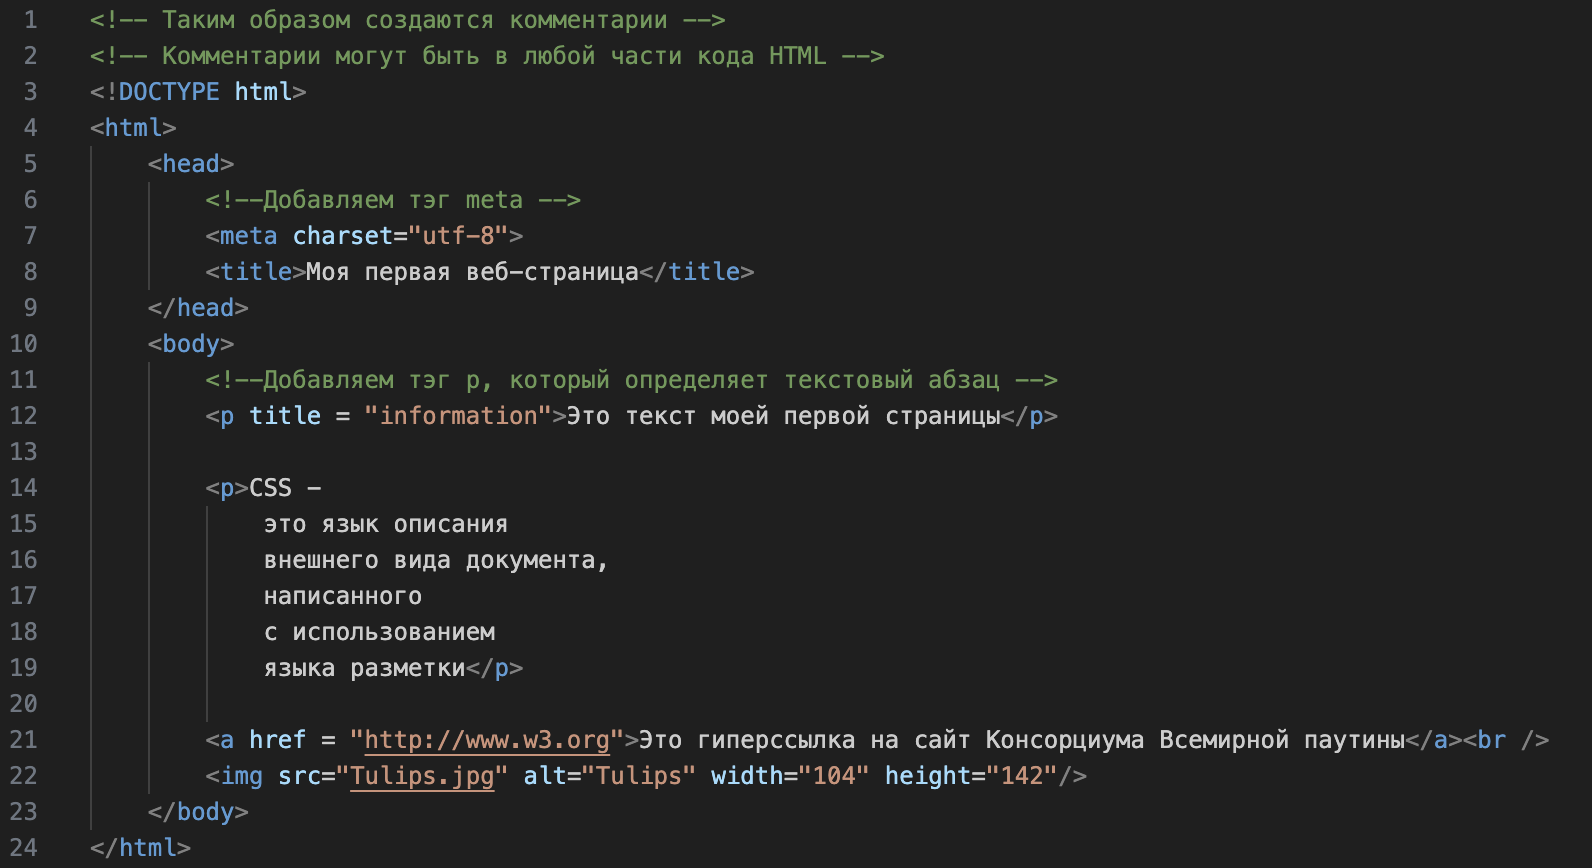 1 <!-- Таким образом создаются комментарии -->
2 <!-- Комментарии могут быть в любой части кода HTML -->
3 <!DOCTYPE html>
4 <html>
5     <head>
6         <!--Добавляем тэг meta -->
7         <meta charset="utf-8">
8         <title>Моя первая веб-страница</title>
9     </head>
10     <body>
11         <!--Добавляем тэг p, который определяет текстовый абзац -->
12         <p title = "information">Это текст моей первой страницы</p>
13
14         <p>CSS -
15             это язык описания
16             внешнего вида документа,
17             написанного
18             с использованием
19             языка разметки</p>
20
21         <a href = "http://www.w3.org">Это гиперссылка на сайт Консорциума Всемирной паутины</a><br />
22         <img src="Tulips.jpg" alt="Tulips" width="104" height="142"/>
23     </body>
24 </html>